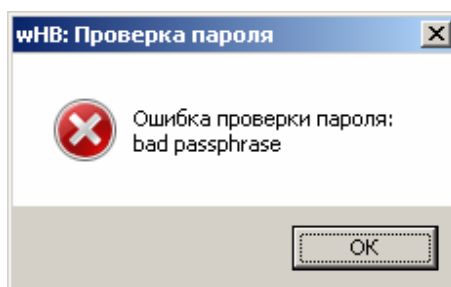 wHB: Проверка пароля
Ошибка проверки пароля:
bad passphrase
OK